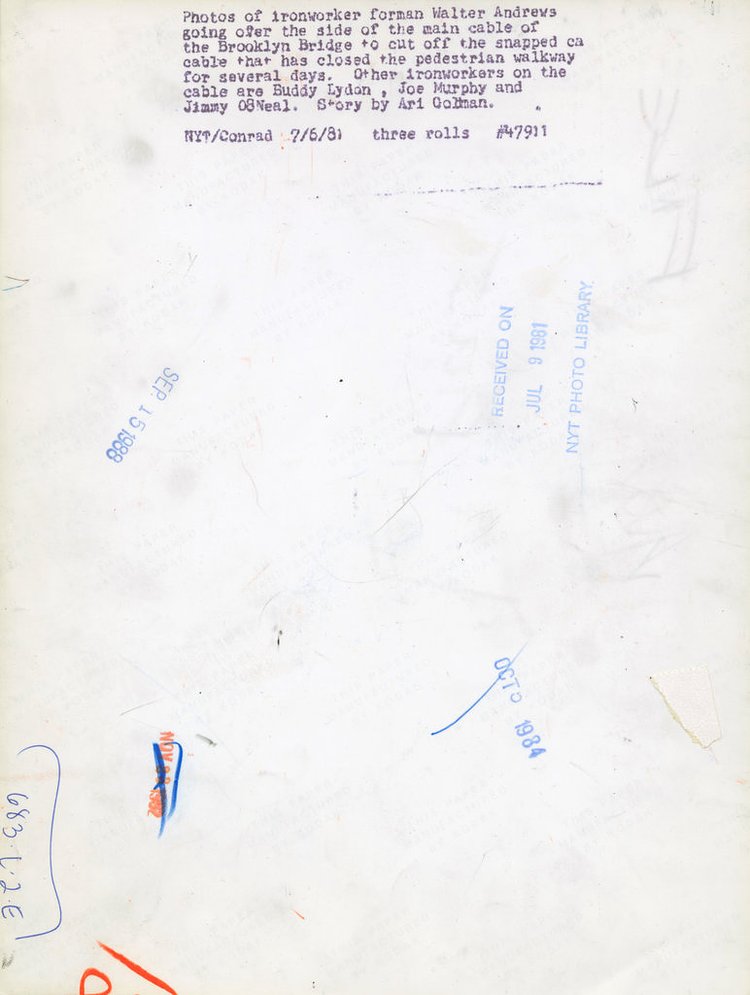 Photos of ironworker forman Walter Andrews
going ofer the side of the main cable of
the Brooklyn Bridge to cut off the snapped ca
cable that has closed the pedestrian walkway
for several days. Other ironworkers on the
cable are Buddy Lydon , Joe Murphy and
Jimmy O8Neal. Story by Ari Goldman.
NYT/Conrad 7/6/81 three rolls #47911
RECEIVED ON
JUL 9 1981
NYT PHOTO LIBRARY
SEP 15 1988
1984
NOV 1982